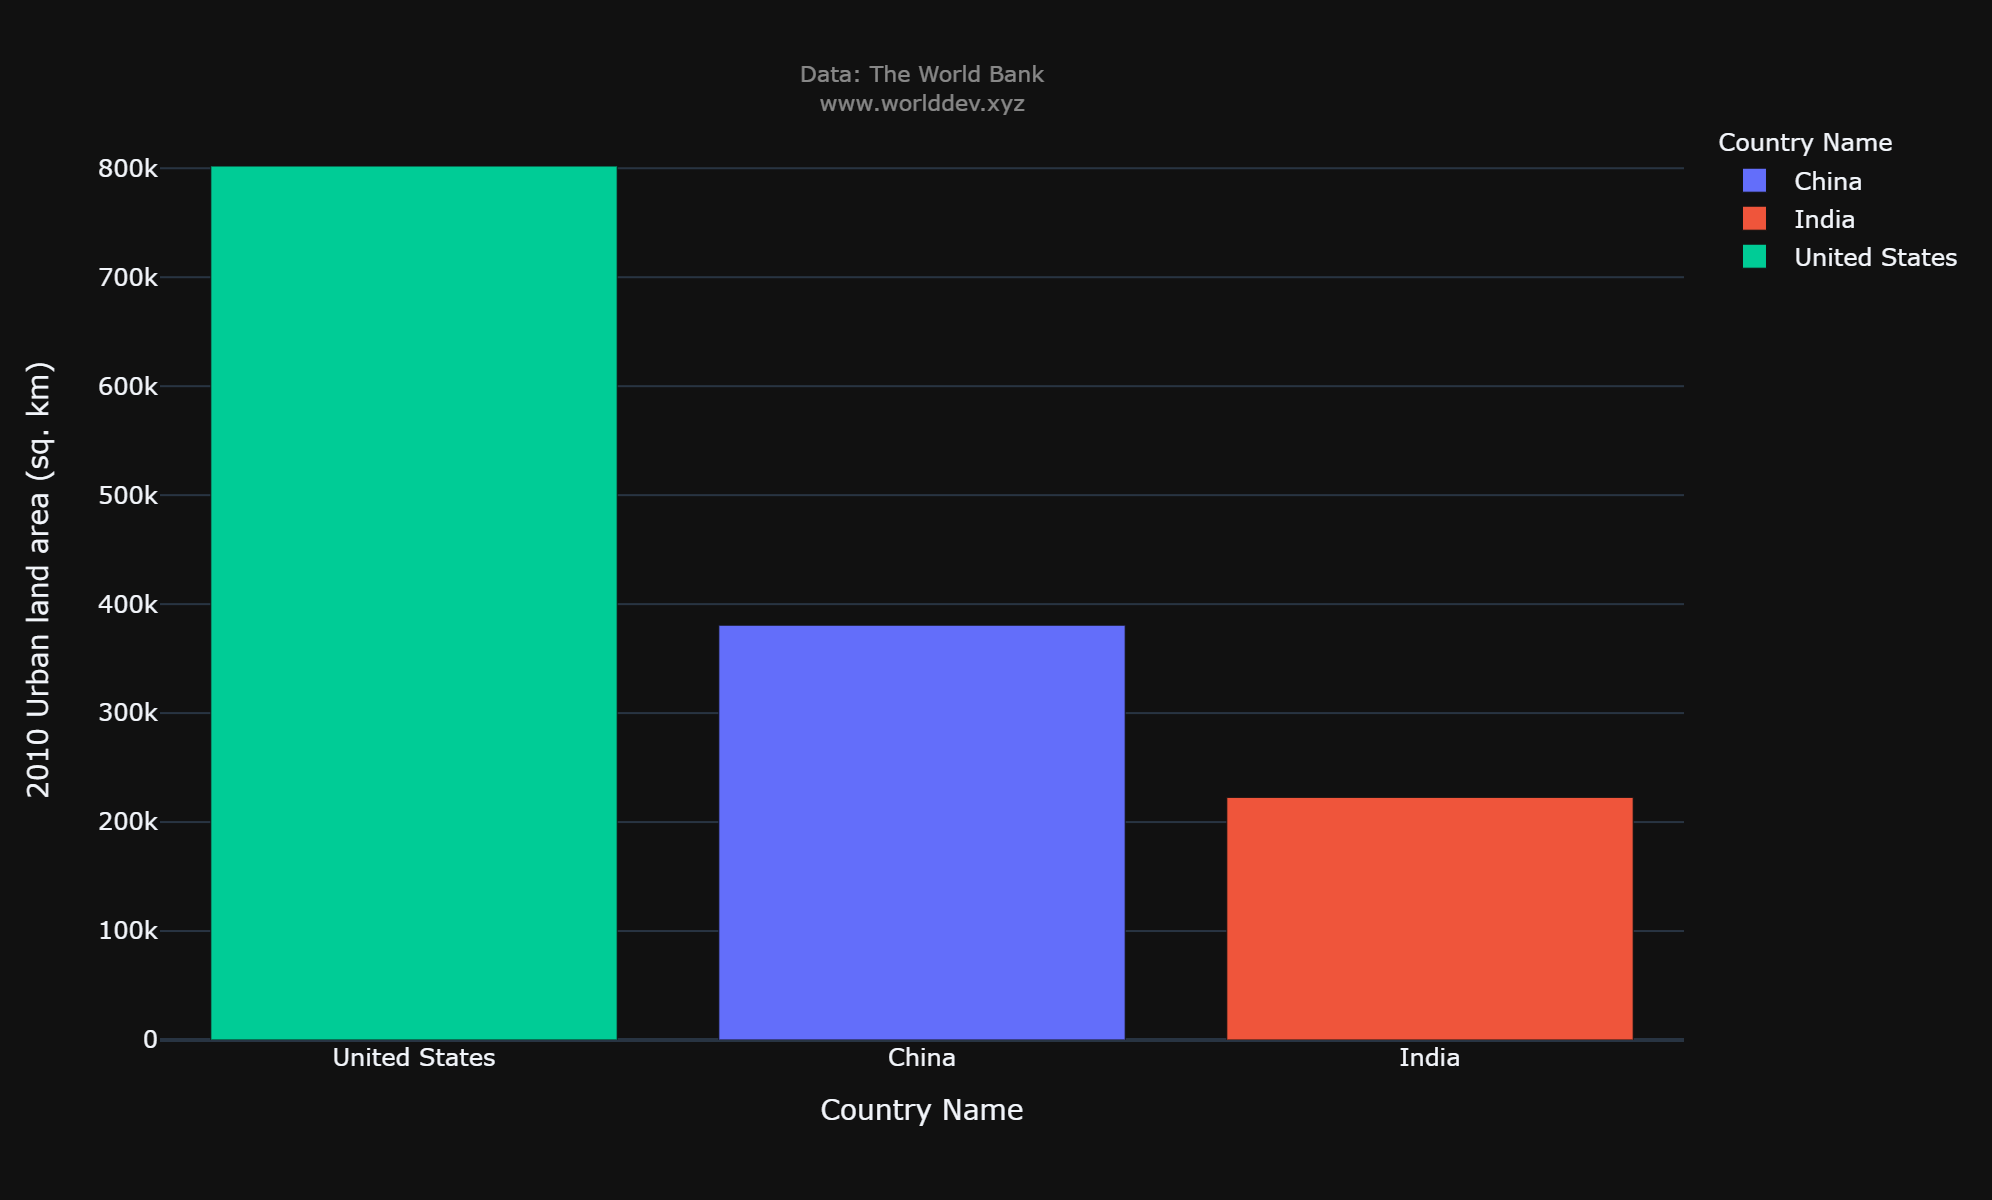 Data: The World Bank
www.worlddev.xyz
Country Name
China
India
United States
2010 Urban land area (sq. km)
800k
700k
600k
500k
400k
300k
200k
100k
0
United States
China
India
Country Name